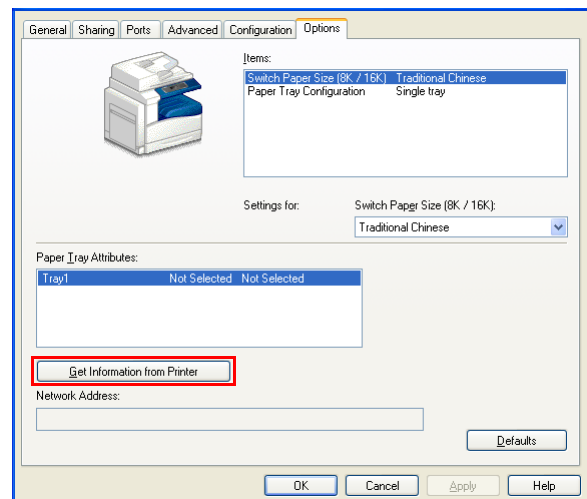 General Sharing Ports Advanced Configuration Options
Items:
Switch Paper Size (8K / 16K) Traditional Chinese
Paper Tray Configuration Single tray
Settings for: Switch Paper Size (8K / 16K):
Traditional Chinese
Paper Tray Attributes:
Tray1 Not Selected Not Selected
Get Information from Printer
Network Address:
Defaults
OK Cancel Apply Help